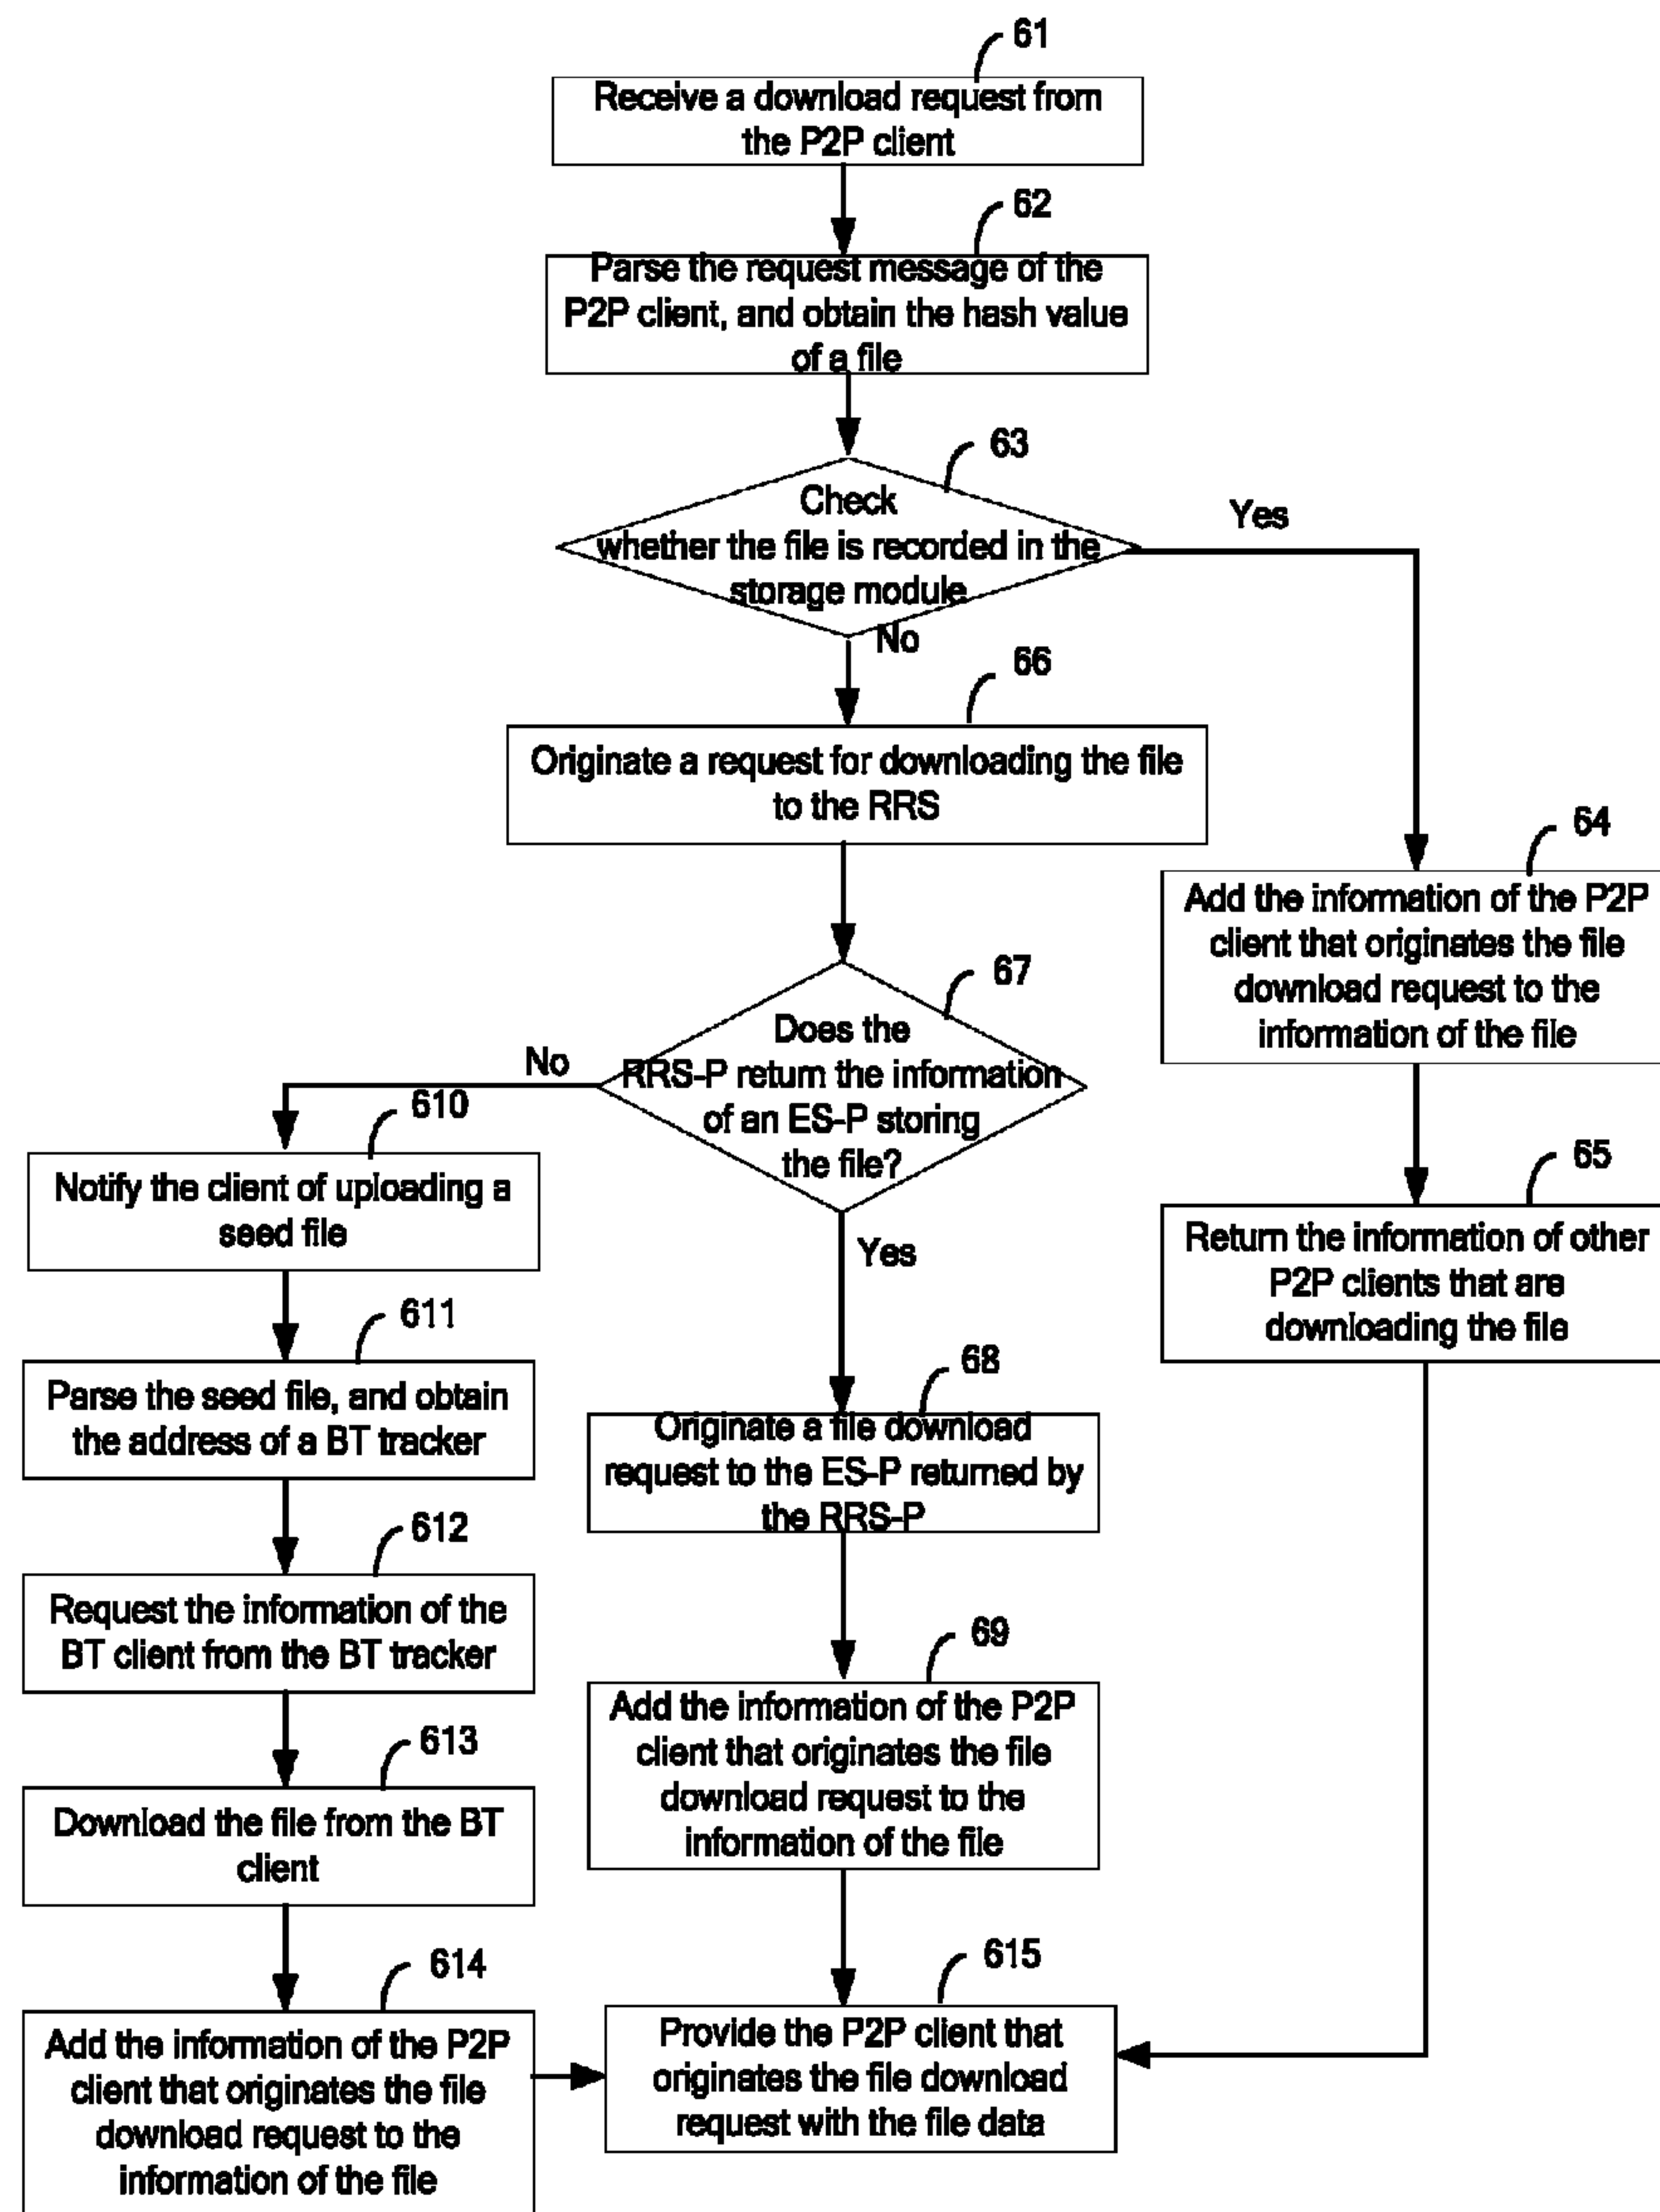 61
Receive a download request from
the P2P client
62
Parse the request message of the
P2P client, and obtain the hash value
of a file
63
Check
whether the file is recorded in the
storage module
Yes
No
66
Originate a request for downloading the file
to the RRS
64
Add the information of the P2P
client that originates the file
download request to the
information of the file
67
Does the
RRS-P return the information
of an ES-P storing
the file?
No
Yes
65
Return the information of other
P2P clients that are
downloading the file
610
Notify the client of uploading a
seed file
611
Parse the seed file, and obtain
the address of a BT tracker
68
Originate a file download
request to the ES-P returned by
the RRS-P
612
Request the information of the
BT client from the BT tracker
69
Add the information of the P2P
client that originates the file
download request to the
information of the file
613
Download the file from the BT
client
614
Add the information of the P2P
client that originates the file
download request to the
information of the file
615
Provide the P2P client that
originates the file download
request with the file data